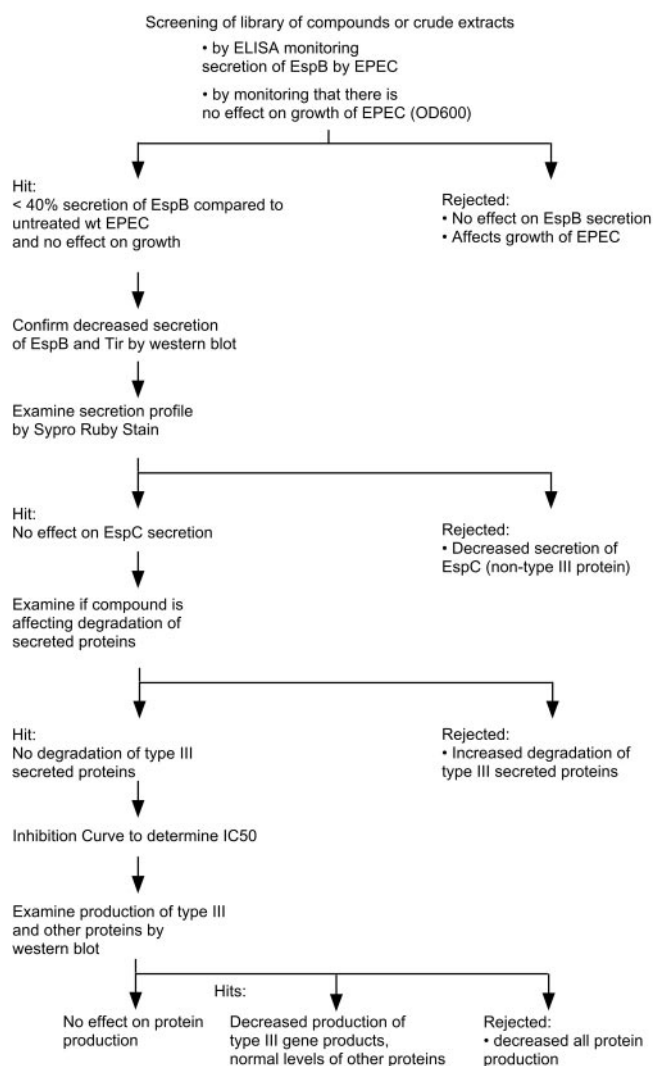 Screening of library of compounds or crude extracts
• by ELISA monitoring
secretion of EspB by EPEC
• by monitoring that there is
no effect on growth of EPEC (OD600)
Hit:
< 40% secretion of EspB compared to
untreated wt EPEC
and no effect on growth
Rejected:
• No effect on EspB secretion
• Affects growth of EPEC
Confirm decreased secretion
of EspB and Tir by western blot
Examine secretion profile
by Sypro Ruby Stain
Hit:
No effect on EspC secretion
Rejected:
• Decreased secretion of
EspC (non-type III protein)
Examine if compound is
affecting degradation of
secreted proteins
Hit:
No degradation of type III
secreted proteins
Rejected:
• Increased degradation of
type III secreted proteins
Inhibition Curve to determine IC50
Examine production of type III
and other proteins by
western blot
Hits:
No effect on protein
production
Decreased production of
type III gene products,
normal levels of other proteins
Rejected:
• decreased all protein
production